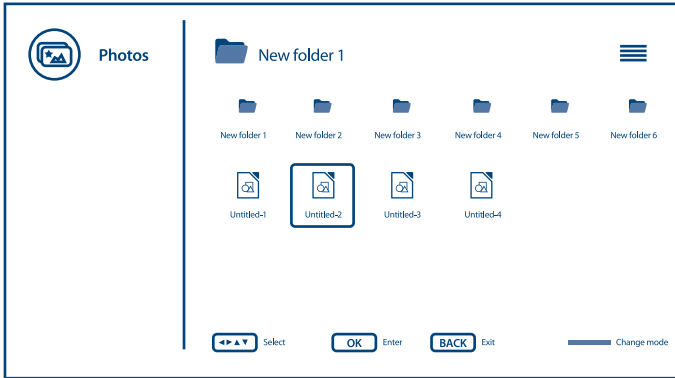 Photos
New folder 1
New folder 1 New folder 2 New folder 3 New folder 4 New folder 5 New folder 6
Untitled-1 Untitled-2 Untitled-3 Untitled-4
Select OK Enter BACK Exit Change mode